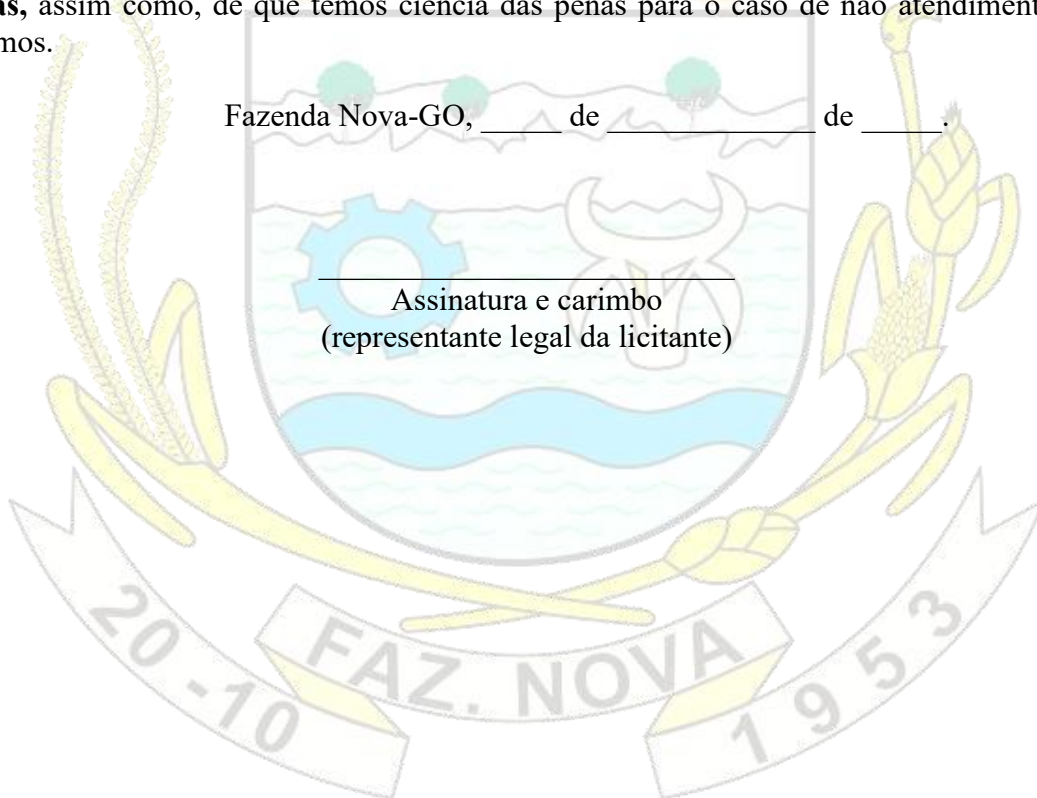 as, assim como, de que temos ciência das penas para o caso de não atendiment
mos.
Fazenda Nova-GO, _____ de _____________ de _____.
__________________________
Assinatura e carimbo
(representante legal da licitante)
20-10
FAZ. NOVA
1953